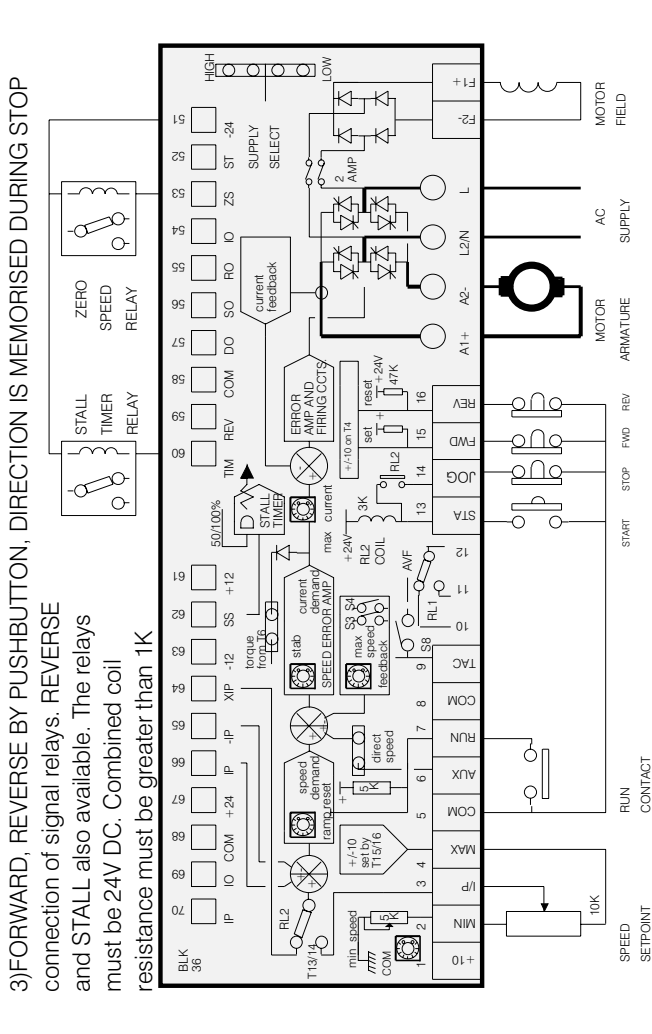 3)FORWARD, REVERSE BY PUSHBUTTON, DIRECTION IS MEMORISED DURING STOP
connection of signal relays. REVERSE
and STALL also available. The relays
must be 24V DC. Combined coil
resistance must be greater than 1K
STALL
TIMER
RELAY
ZERO
SPEED
RELAY
BLK
36
70
69
68
67
66
65
64
63
62
61
60
59
58
57
56
55
54
53
52
51
IP
IO
COM
+24
IP
-IP
XIP
-12
SS
+12
TIM
REV
COM
DO
SO
RO
IO
ZS
ST
-24
HIGH
LOW
SUPPLY
SELECT
50/100%
STALL
TIMER
torque
from T6
current
feedback
2
AMP
RL2
T13/14
speed
demand
ramp reset
current
demand
stab
SPEED ERROR AMP
max current
ERROR
AMP AND
FIRING CCTS.
+/-10
set by
T15/16
+
5
K
direct
speed
max
speed
feedback
S3 S4
S8
AVF
RL1
+24V
3K
RL2
COIL
RL2
+/-10 on T4
set
+
reset
+24V
47K
min speed
COM
5
K
1
2
3
4
5
6
7
8
9
10
11
12
13
14
15
16
+10
MIN
I/P
MAX
COM
AUX
RUN
COM
TAC
STA
JOG
FWD
REV
A1+
A2-
L2/N
L
F2-
F1+
10K
SPEED
SETPOINT
RUN
CONTACT
START
STOP
FWD
REV
MOTOR
ARMATURE
AC
SUPPLY
MOTOR
FIELD